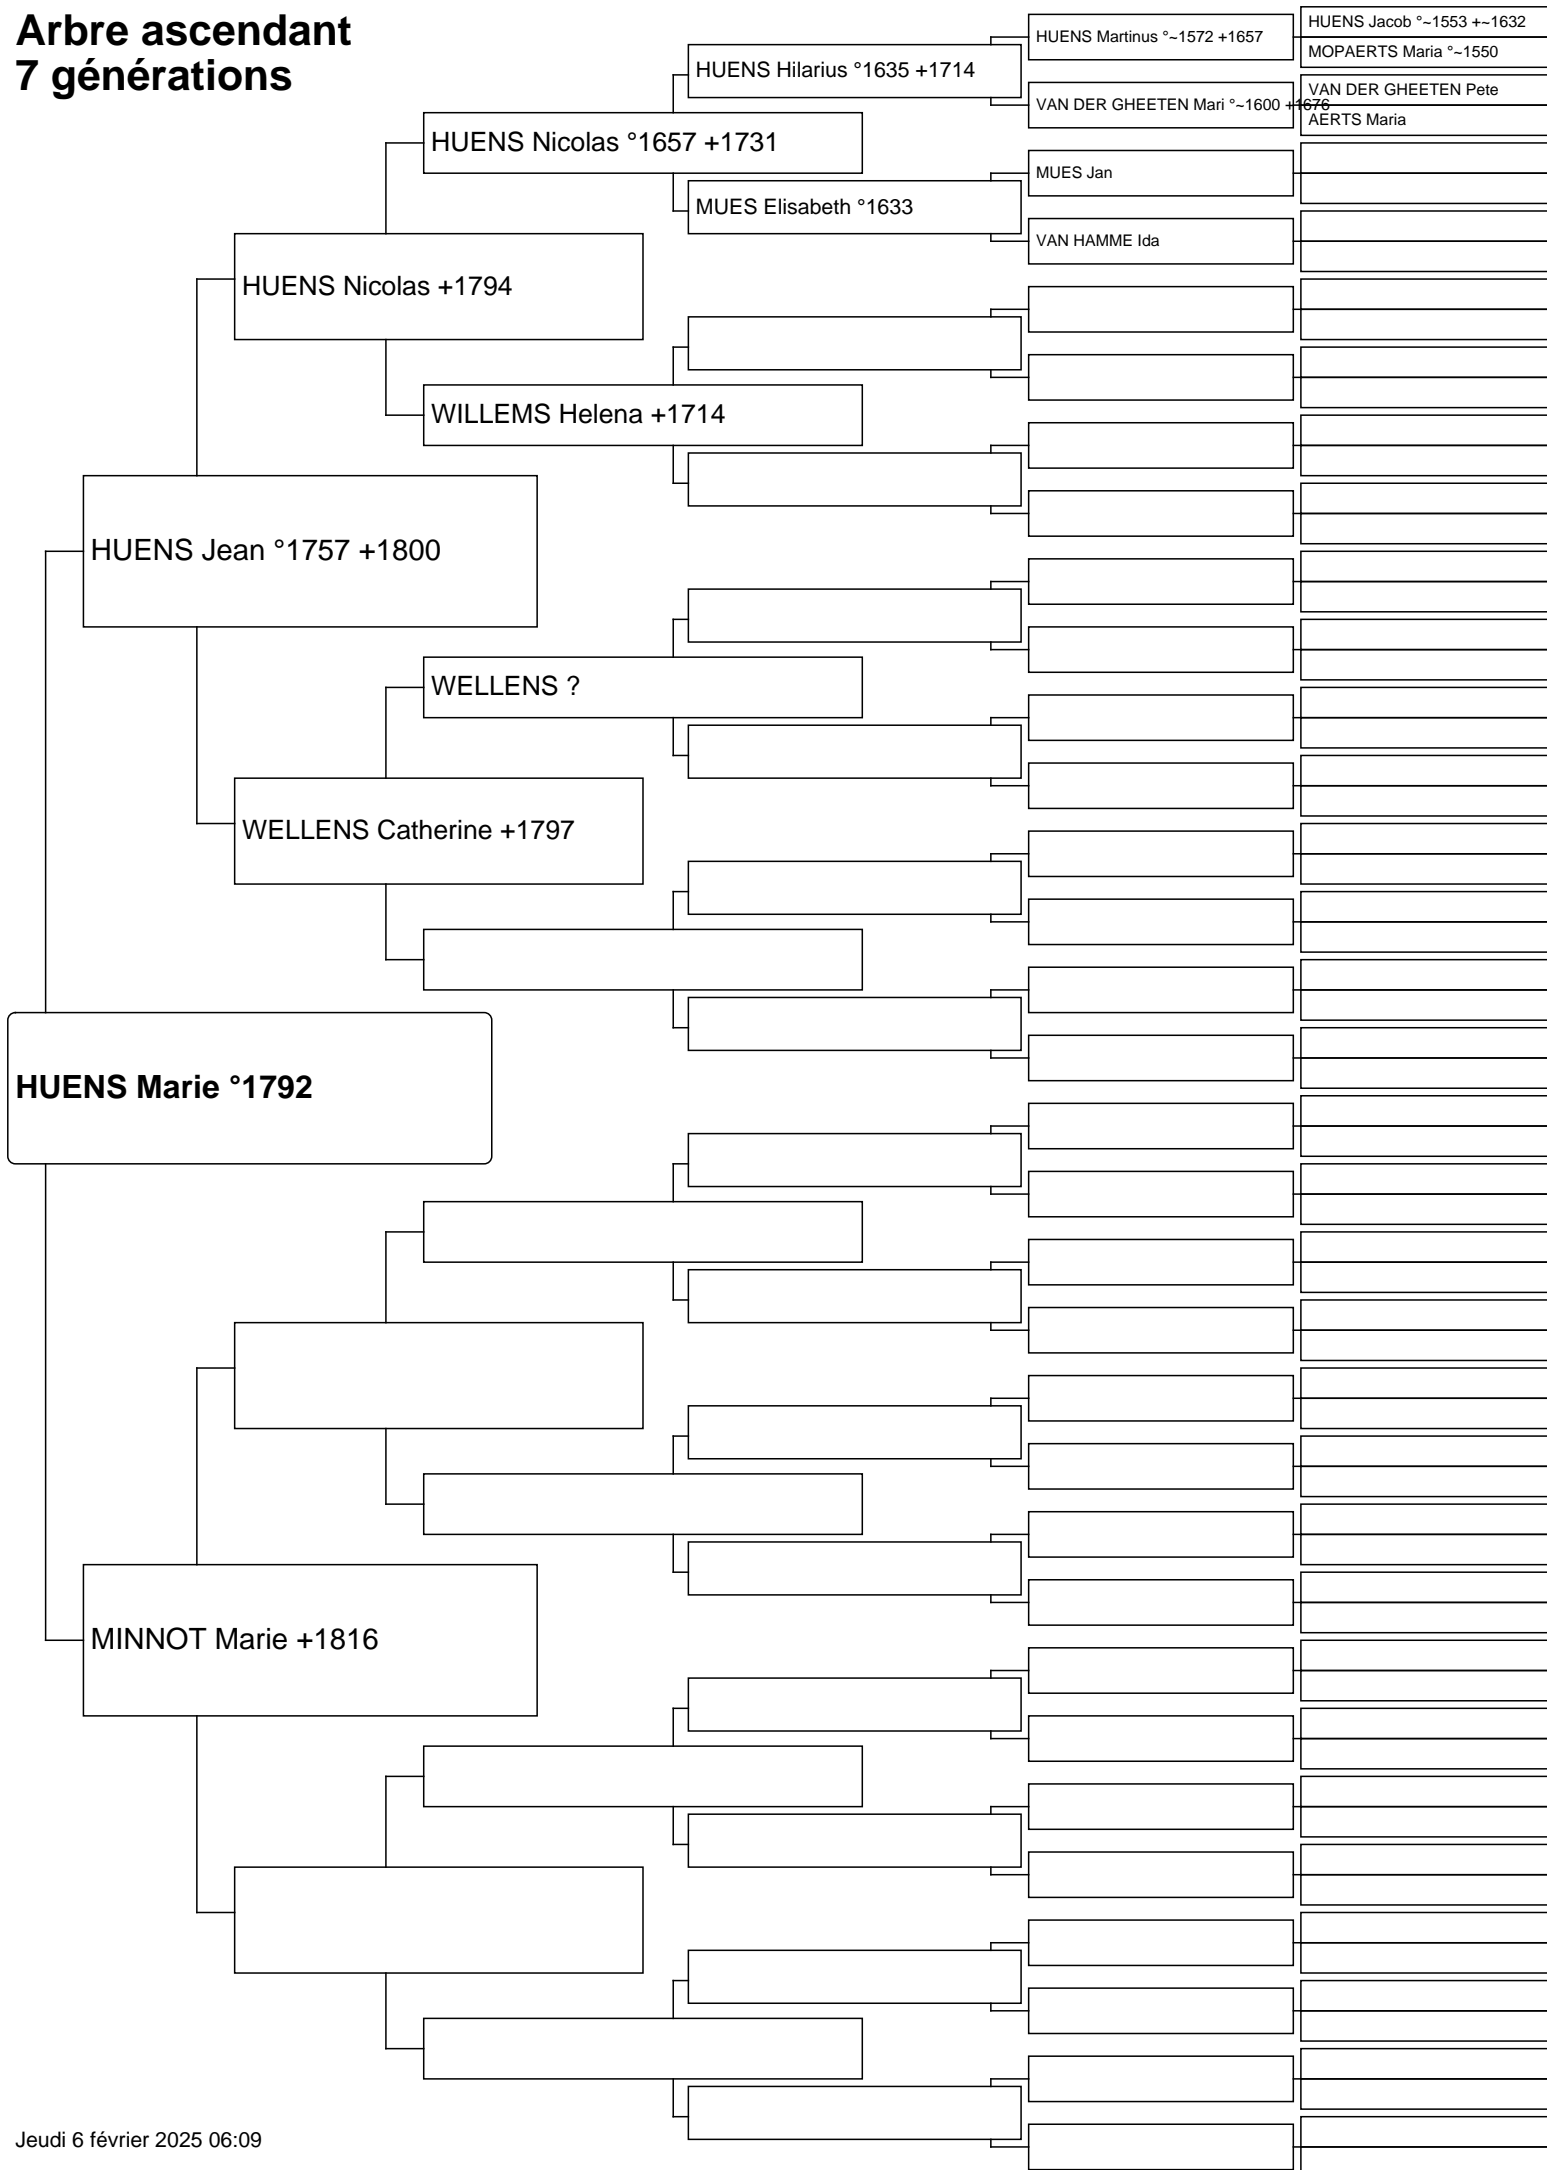 Arbre ascendant
7 générations
HUENS Martinus °~1572 +1657
HUENS Jacob °~1553 +~1632
MOPAERTS Maria °~1550
HUENS Hilarius °1635 +1714
VAN DER GHEETEN Mari °~1600 +1676
VAN DER GHEETEN Pete
AERTS Maria
HUENS Nicolas °1657 +1731
MUES Jan
MUES Elisabeth °1633
VAN HAMME Ida
HUENS Nicolas +1794
WILLEMS Helena +1714
HUENS Jean °1757 +1800
WELLENS ?
WELLENS Catherine +1797
HUENS Marie °1792
MINNOT Marie +1816
Jeudi 6 février 2025 06:09